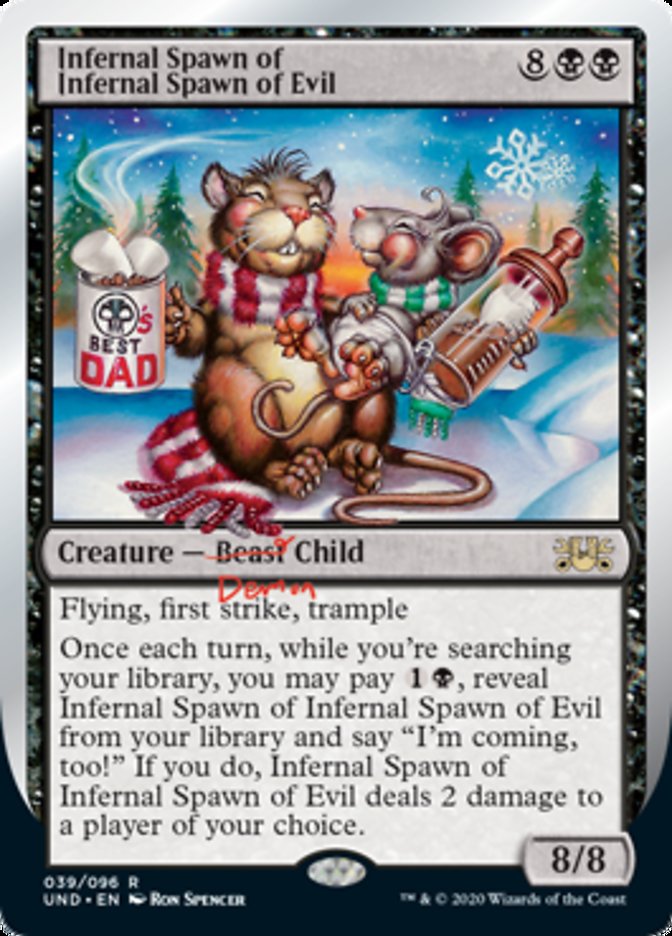 Infernal Spawn of
Infernal Spawn of Evil
8
'S
BEST
DAD
Creature — Beast Child
Demon
Flying, first strike, trample
Once each turn, while you're searching
your library, you may pay 1, reveal
Infernal Spawn of Infernal Spawn of Evil
from your library and say “I'm coming,
too!” If you do, Infernal Spawn of
Infernal Spawn of Evil deals 2 damage to
a player of your choice.
8/8
039/096 R
UND • EN Ron Spencer
™ & © 2020 Wizards of the Coast